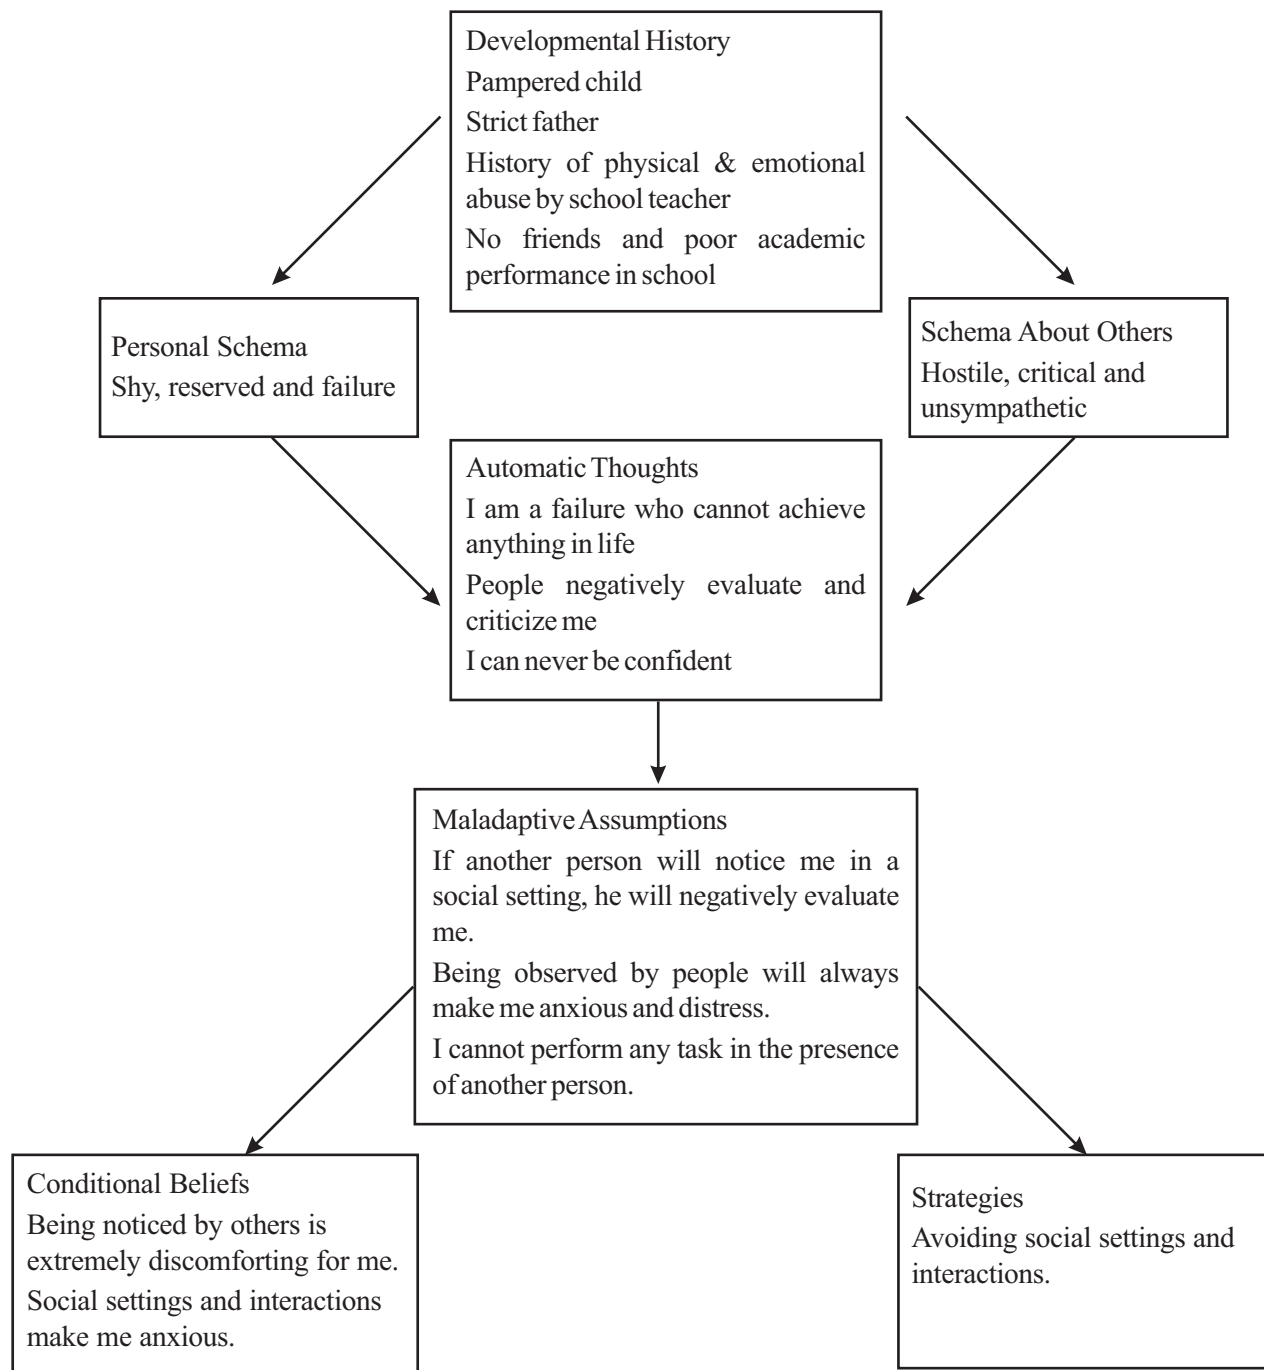 Developmental History
Pampered child
Strict father
History of physical & emotional
abuse by school teacher
No friends and poor academic
performance in school
Personal Schema
Shy, reserved and failure
Schema About Others
Hostile, critical and
unsympathetic
Automatic Thoughts
I am a failure who cannot achieve
anything in life
People negatively evaluate and
criticize me
I can never be confident
Maladaptive Assumptions
If another person will notice me in a
social setting, he will negatively evaluate
me.
Being observed by people will always
make me anxious and distress.
I cannot perform any task in the presence
of another person.
Conditional Beliefs
Being noticed by others is
extremely discomforting for me.
Social settings and interactions
make me anxious.
Strategies
Avoiding social settings and
interactions.